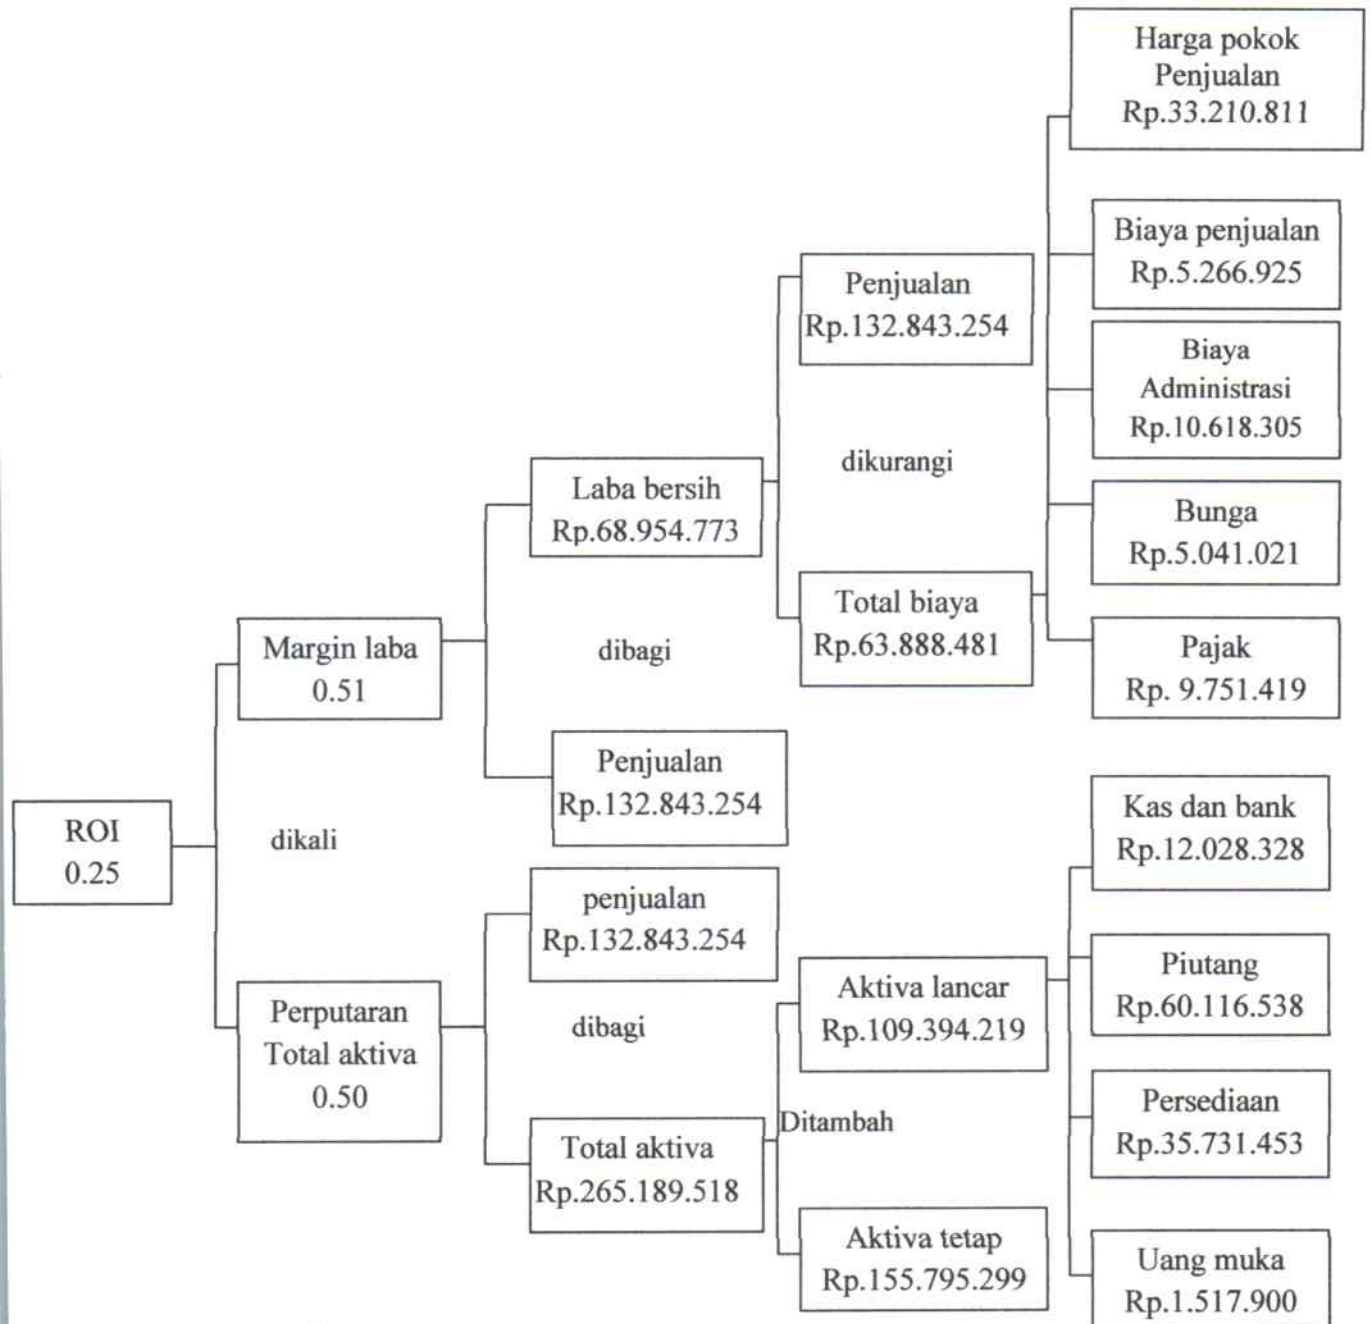 Harga pokok
Penjualan
Rp.33.210.811
Biaya penjualan
Rp.5.266.925
Penjualan
Rp.132.843.254
Biaya
Administrasi
Rp.10.618.305
dikurangi
Laba bersih
Rp.68.954.773
Bunga
Rp.5.041.021
Total biaya
Rp.63.888.481
Margin laba
0.51
dibagi
Pajak
Rp. 9.751.419
Penjualan
Rp.132.843.254
Kas dan bank
Rp.12.028.328
ROI
0.25
dikali
penjualan
Rp.132.843.254
Piutang
Rp.60.116.538
Aktiva lancar
Rp.109.394.219
Perputaran
Total aktiva
0.50
dibagi
Persediaan
Rp.35.731.453
Ditambah
Total aktiva
Rp.265.189.518
Aktiva tetap
Rp.155.795.299
Uang muka
Rp.1.517.900